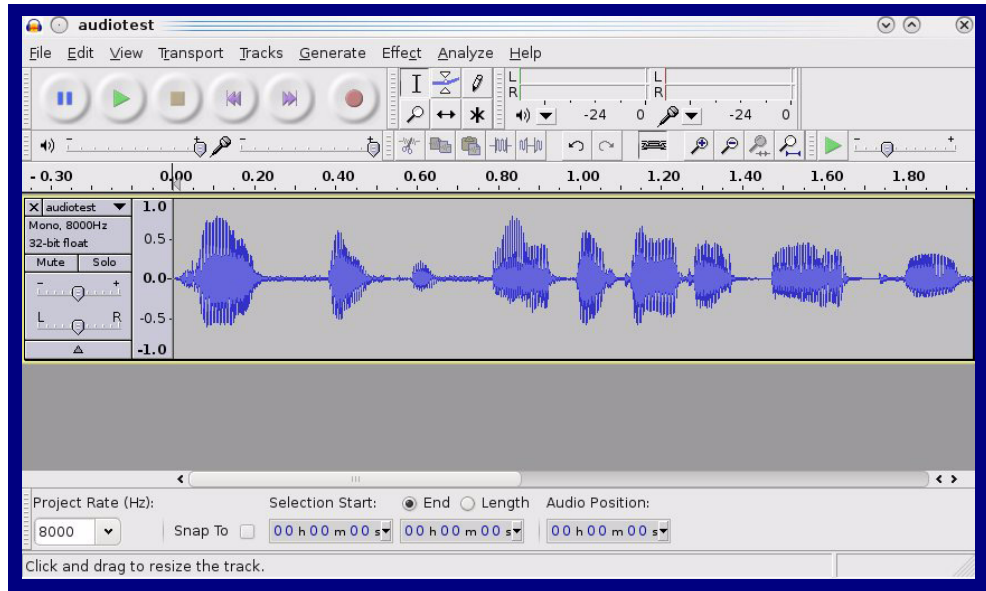 audiotest
File Edit View Transport Tracks Generate Effect Analyze Help
L L
R R
-24 0 -24 0
- 0.30 0.00 0.20 0.40 0.60 0.80 1.00 1.20 1.40 1.60 1.80
X audiotest 1.0
Mono, 8000Hz
32-bit float 0.5
Mute Solo
0.0
- +
L R -0.5
-1.0
Project Rate (Hz): Selection Start: End Length Audio Position:
8000 Snap To 00 h 00 m 00 s 00 h 00 m 00 s 00 h 00 m 00 s
Click and drag to resize the track.